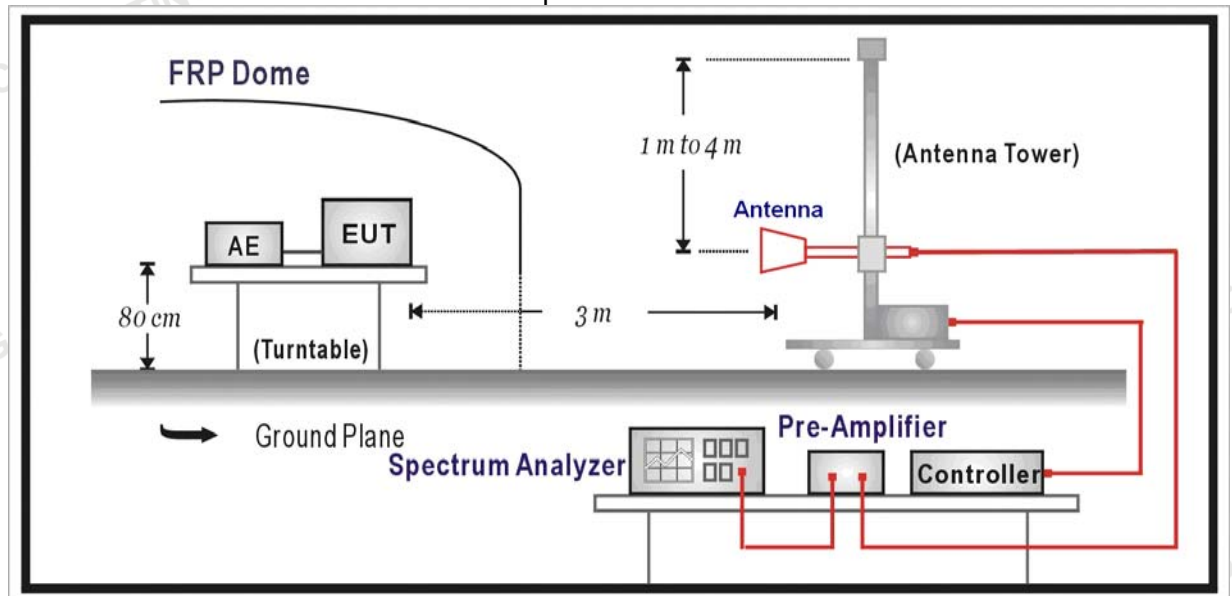 FRP Dome
1 m to 4 m
(Antenna Tower)
Antenna
AE
EUT
80 cm
3 m
(Turntable)
Ground Plane
Pre-Amplifier
Spectrum Analyzer
Controller